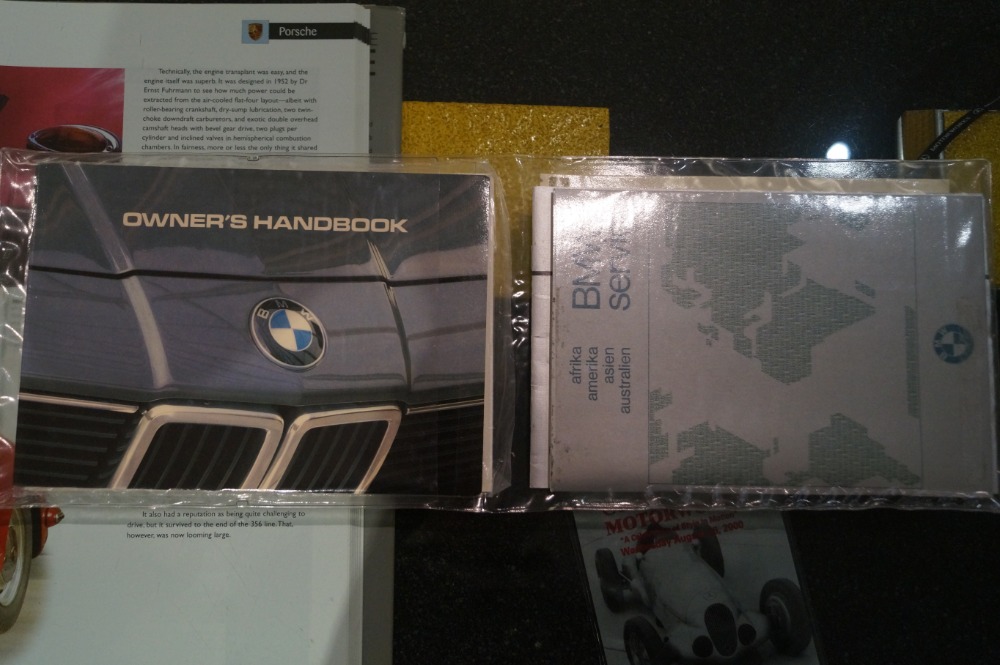 Porsche
Technically, the engine transplant was easy, and the
engine itself was superb. It was designed in 1952 by Dr
Ernst Fuhrmann to see how much power could be
extracted from the air-cooled flat-four layout—albeit with
roller-bearing crankshaft, dry-sump lubrication, two twin-
choke downdraft carburetors, and exotic double overhead
camshaft heads with bevel gear drive, two plugs per
cylinder and inclined valves in hemispherical combustion
chambers. In fairness, more or less the only thing it shared
OWNER'S HANDBOOK
BMW
BMW
afrika
amerika
asien
australien
It also had a reputation as being quite challenging to
drive, but it survived to the end of the 356 line. That,
however, was now looming large.